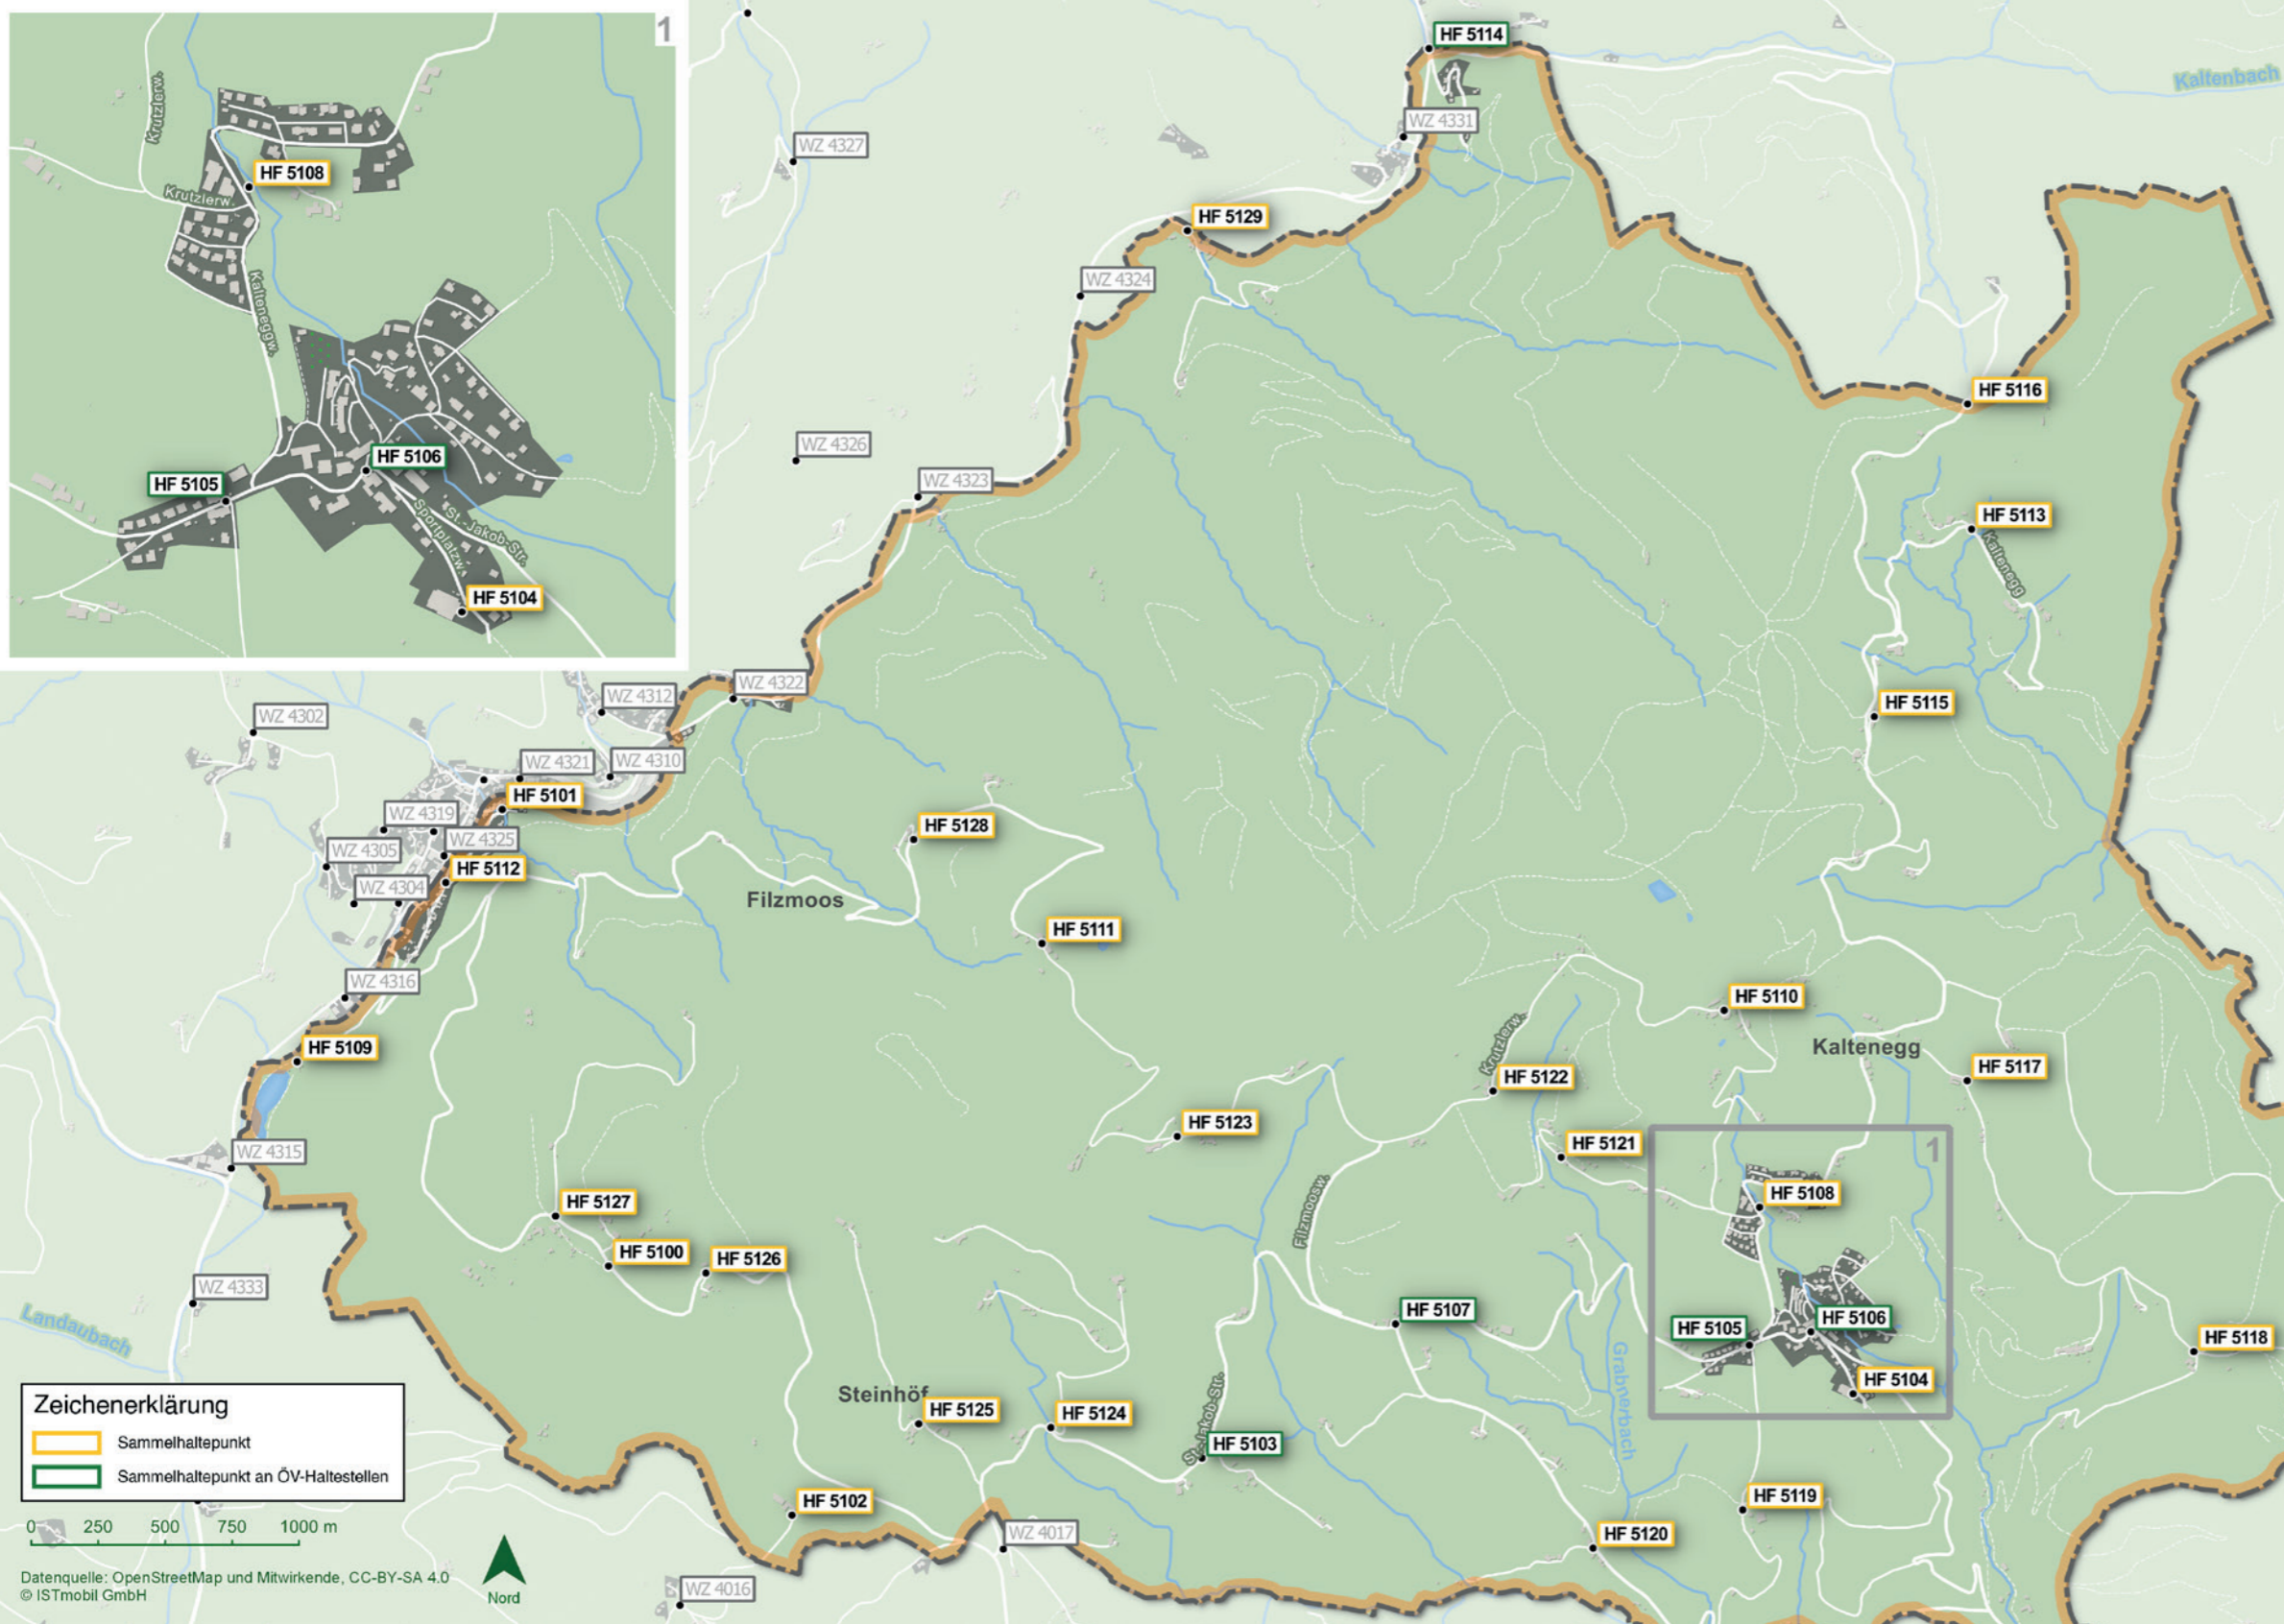 1
Krutzlerw.
HF 5108
Krutzlerw.
Kalteneggw.
HF 5106
HF 5105
Sportplatzw.
St.-Jakob-Str.
HF 5104
HF 5114
Kaltenbach
WZ 4331
WZ 4327
HF 5129
WZ 4324
HF 5116
WZ 4326
WZ 4323
HF 5113
Kaltenegg
WZ 4322
WZ 4312
WZ 4302
HF 5115
WZ 4321
WZ 4310
HF 5101
WZ 4319
WZ 4325
HF 5128
WZ 4305
HF 5112
WZ 4304
Filzmoos
HF 5111
WZ 4316
HF 5110
Krutzlerw.
HF 5109
Kaltenegg
HF 5122
HF 5117
HF 5123
HF 5121
1
WZ 4315
HF 5108
HF 5127
Filzmoosw.
HF 5100
HF 5126
WZ 4333
HF 5107
HF 5106
HF 5105
Landaubach
HF 5118
Grabnerbach
HF 5104
Steinhöf
HF 5125
HF 5124
St.-Jakob-Str.
HF 5103
HF 5102
HF 5119
WZ 4017
HF 5120
WZ 4016
Zeichenerklärung
Sammelhaltepunkt
Sammelhaltepunkt an ÖV-Haltestellen
0 250 500 750 1000 m
Datenquelle: OpenStreetMap und Mitwirkende, CC-BY-SA 4.0
© ISTmobil GmbH
Nord